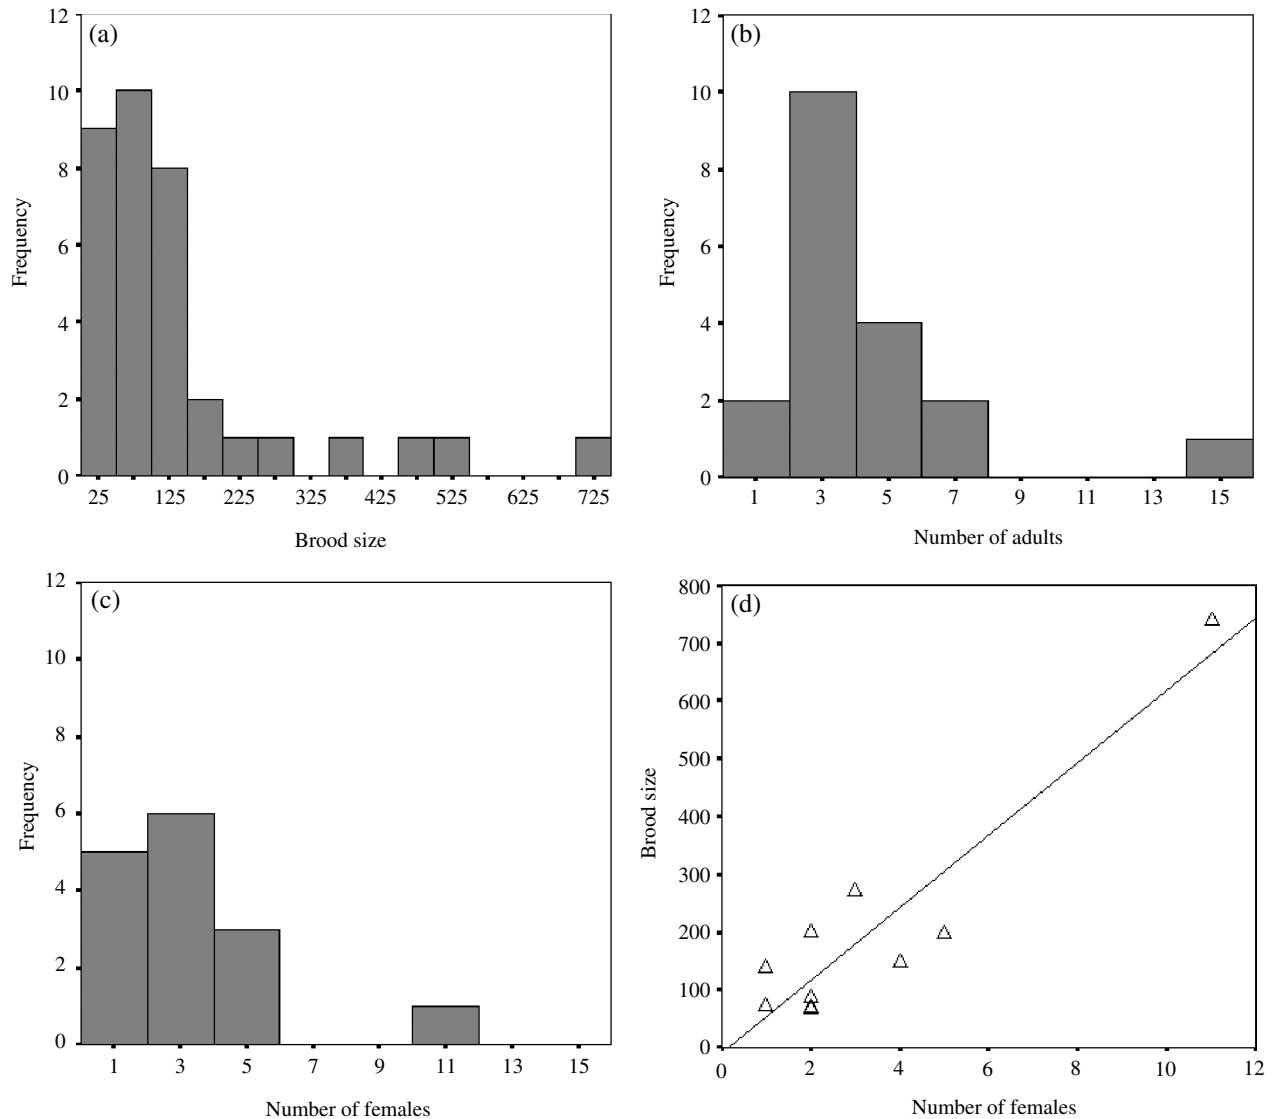 (a)
12
10
8
6
4
2
0
Frequency
25 125 225 325 425 525 625 725
Brood size
(b)
12
10
8
6
4
2
0
Frequency
1 3 5 7 9 11 13 15
Number of adults
(c)
12
10
8
6
4
2
0
Frequency
1 3 5 7 9 11 13 15
Number of females
(d)
800
700
600
500
400
300
200
100
0
Brood size
0 2 4 6 8 10 12
Number of females